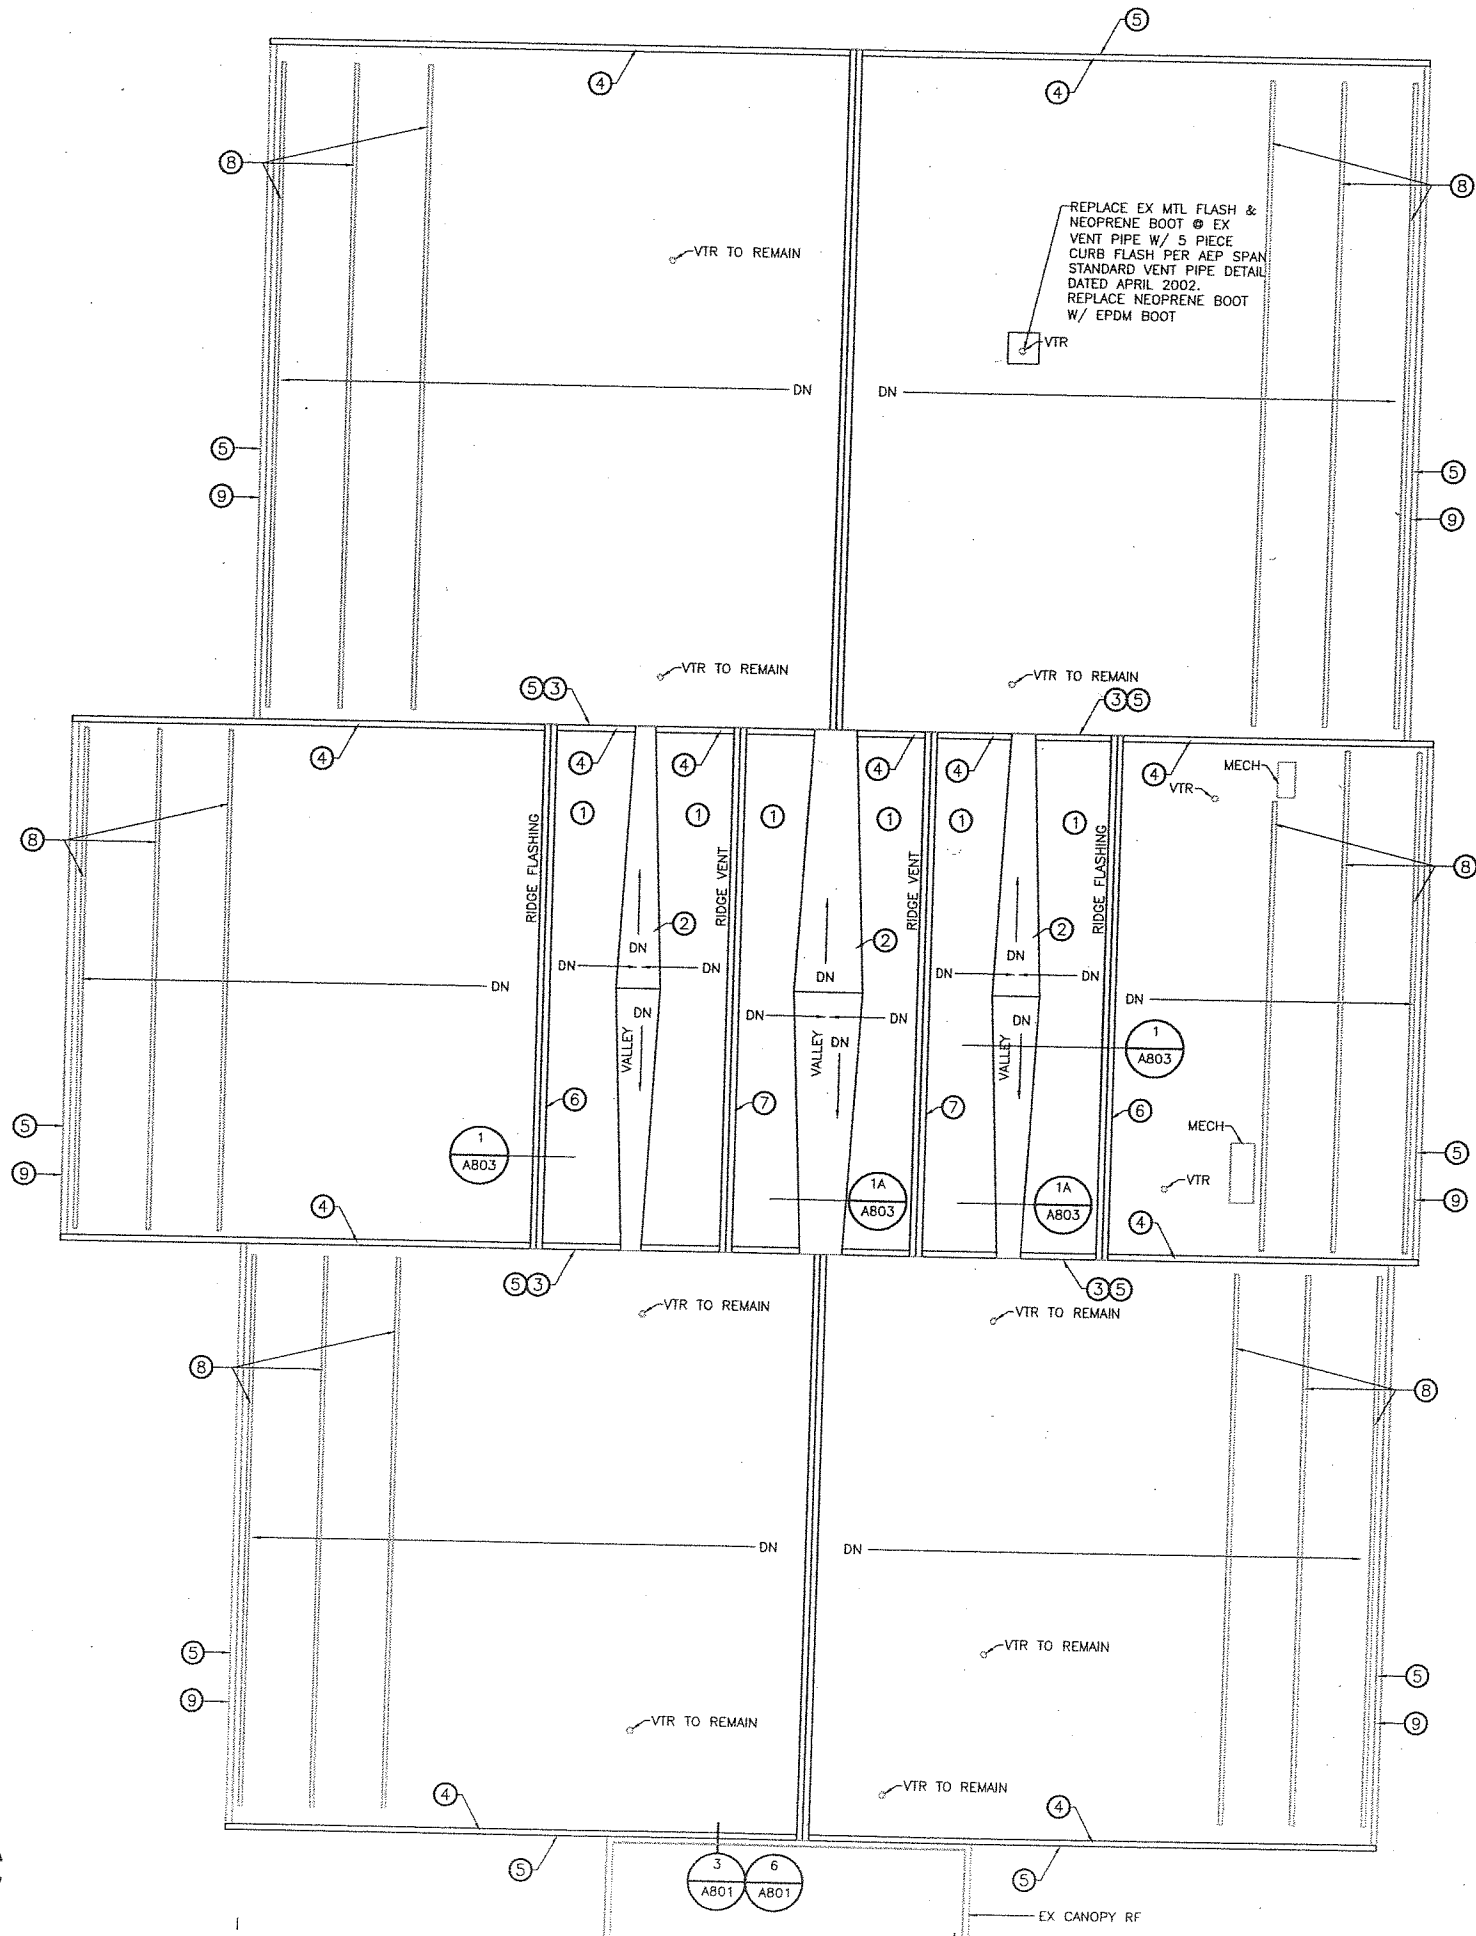 5
4
4
8
8
REPLACE EX MTL FLASH &
NEOPRENE BOOT @ EX
VENT PIPE W/ 5 PIECE
CURB FLASH PER AEP SPAN
STANDARD VENT PIPE DETAIL
DATED APRIL 2002.
REPLACE NEOPRENE BOOT
W/ EPDM BOOT
VTR TO REMAIN
VTR
DN
DN
5
5
9
9
VTR TO REMAIN
VTR TO REMAIN
5 3
3 5
4
4
4
4
4
4
MECH
VTR
1
1
1
1
1
1
8
8
RIDGE FLASHING
RIDGE VENT
RIDGE VENT
RIDGE FLASHING
2
2
2
DN
DN
DN
DN
DN
DN
DN
DN
DN
DN
DN
DN
DN
DN
VALLEY
VALLEY
VALLEY
1
A803
6
7
7
6
5
MECH
5
1
A803
9
VTR
9
1A
A803
1A
A803
4
4
5 3
3 5
VTR TO REMAIN
VTR TO REMAIN
8
8
DN
DN
5
VTR TO REMAIN
5
9
VTR TO REMAIN
9
VTR TO REMAIN
4
4
5
3
A801
6
A801
5
EX CANOPY RF